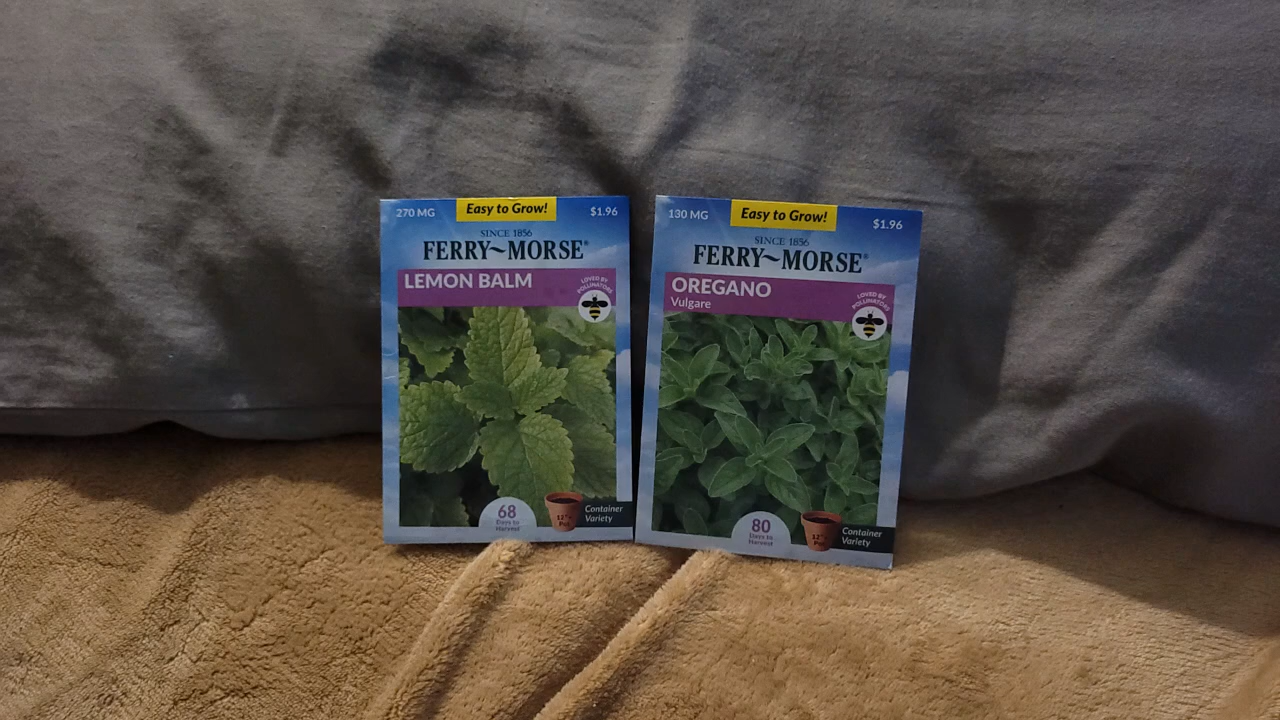 270 MG
Easy to Grow!
$1.96
SINCE 1856
FERRY~MORSE®
LEMON BALM
LOVED BY
POLLINATORS
68
Days to
Harvest
12"+
Pot
Container
Variety
130 MG
Easy to Grow!
$1.96
SINCE 1856
FERRY~MORSE®
OREGANO
Vulgare
LOVED BY
POLLINATORS
80
Days to
Harvest
12"+
Pot
Container
Variety